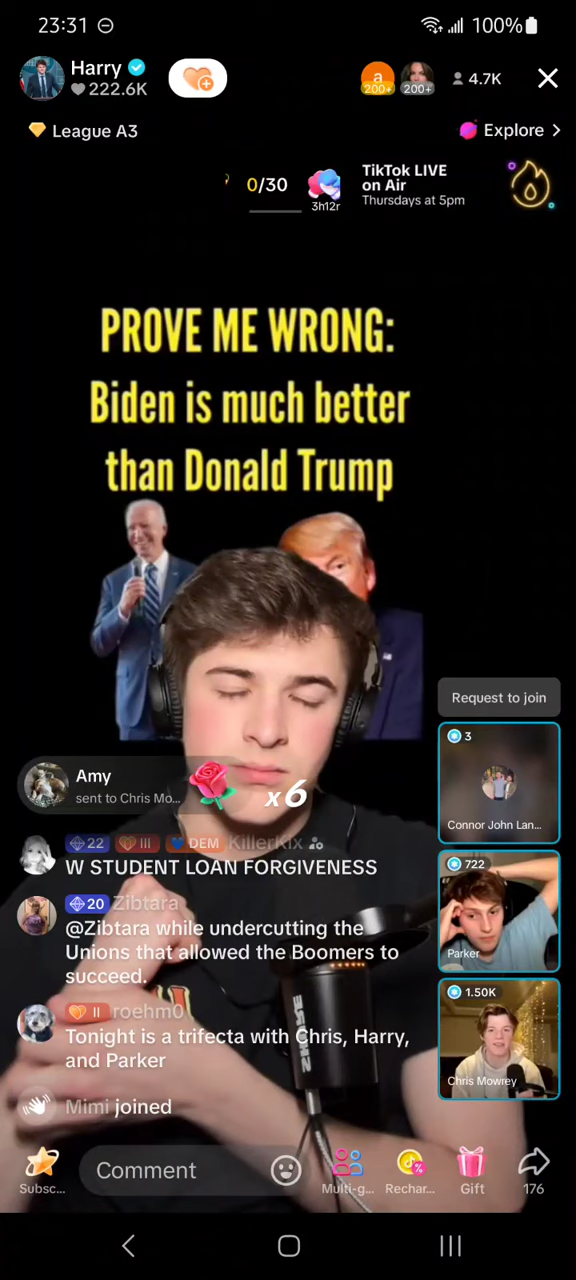 23:31
100%
Harry
222.6K
a
200+
200+
4.7K
League A3
Explore >
0/30
3h12r
TikTok LIVE
on Air
Thursdays at 5pm
PROVE ME WRONG:
Biden is much better
than Donald Trump
Request to join
3
Connor John Lan...
722
Parker
1.50K
Chris Mowrey
Amy
sent to Chris Mo...
x6
22 III DEM KillerKix
W STUDENT LOAN FORGIVENESS
20 Zibtara
@Zibtara while undercutting the
Unions that allowed the Boomers to
succeed.
II roehm0
Tonight is a trifecta with Chris, Harry,
and Parker
Mimi joined
Comment
Subsc...
Multi-g...
Rechar...
Gift
176